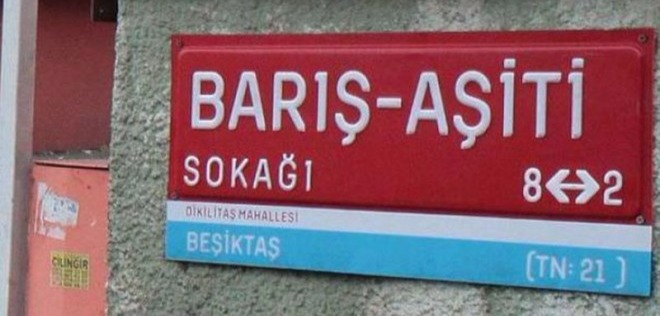 BARIŞ-AŞİTİ
SOKAĞI 8↔2
DİKİLİTAŞ MAHALLESİ
BEŞİKTAŞ (TN: 21 )
ÇİLİNGİR